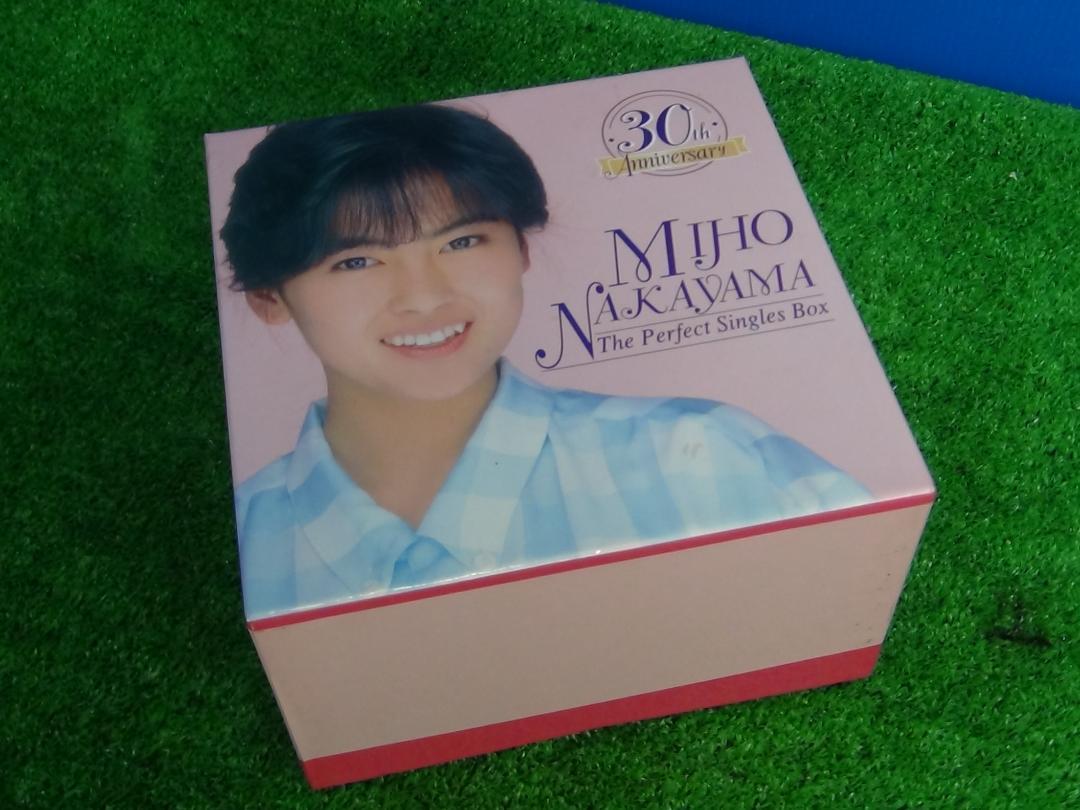 30th
Anniversary
MIHO
NAKAYAMA
The Perfect Singles Box